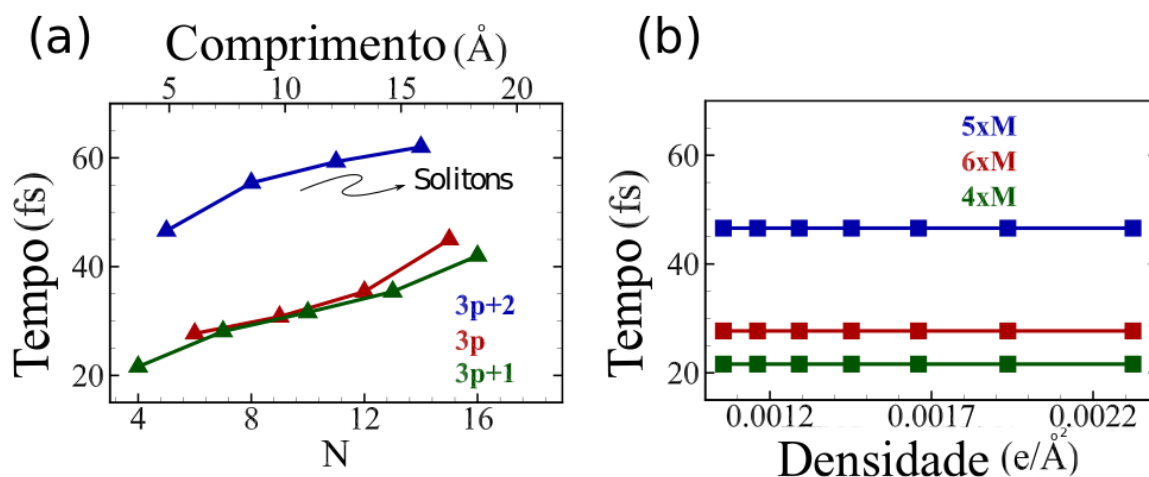 (a)
Comprimento (Å)
5 10 15 20
Tempo (fs)
60
40
20
Solitons
3p+2
3p
3p+1
4 8 12 16
N
(b)
Tempo (fs)
60
40
20
5xM
6xM
4xM
0.0012 0.0017 0.0022
Densidade (e/Å²)